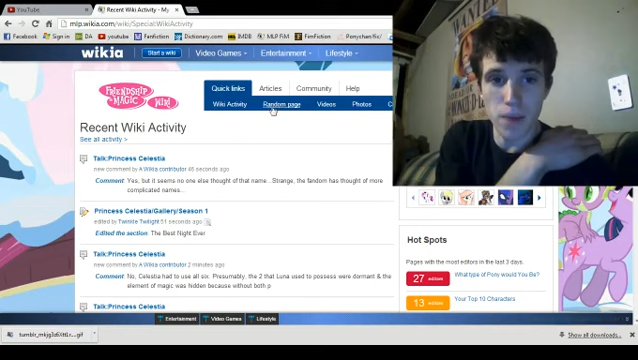 YouTube
Recent Wiki Activity - My
mlp.wikia.com/wiki/Special:WikiActivity
Facebook
Sign in
DA
tumblr
FanFiction
Dictionary.com
MLP FiM
Ponychan/fic/
FimFiction
wikia
Start a wiki
Video Games
Entertainment
Lifestyle
FRIENDSHIP
is
MAGIC
WIKI
Quick links
Articles
Community
Help
Wiki Activity
Random page
Videos
Photos
C
Recent Wiki Activity
See all activity >
Talk:Princess Celestia
new comment by A Wikia contributor 46 seconds ago
Comment: Yes, but it seems no one else thought of that name...Strange, the fandom has thought of more
complicated names...
Princess Celestia/Gallery/Season 1
edited by Twinkle Twilight 51 seconds ago
Edited the section: The Best Night Ever
Talk:Princess Celestia
new comment by A Wikia contributor 2 minutes ago
Comment: No, Celestia had to use all six. Presumably, the 2 that Luna used to possess were dormant & the
element of magic was hidden because without both p
Talk:Princess Celestia
Hot Spots
Pages with the most editors in the last 3 days.
27
editors
What type of Pony would You Be?
13
editors
Your Top 10 Characters
Entertainment
Video Games
Lifestyle
Show all downloads...